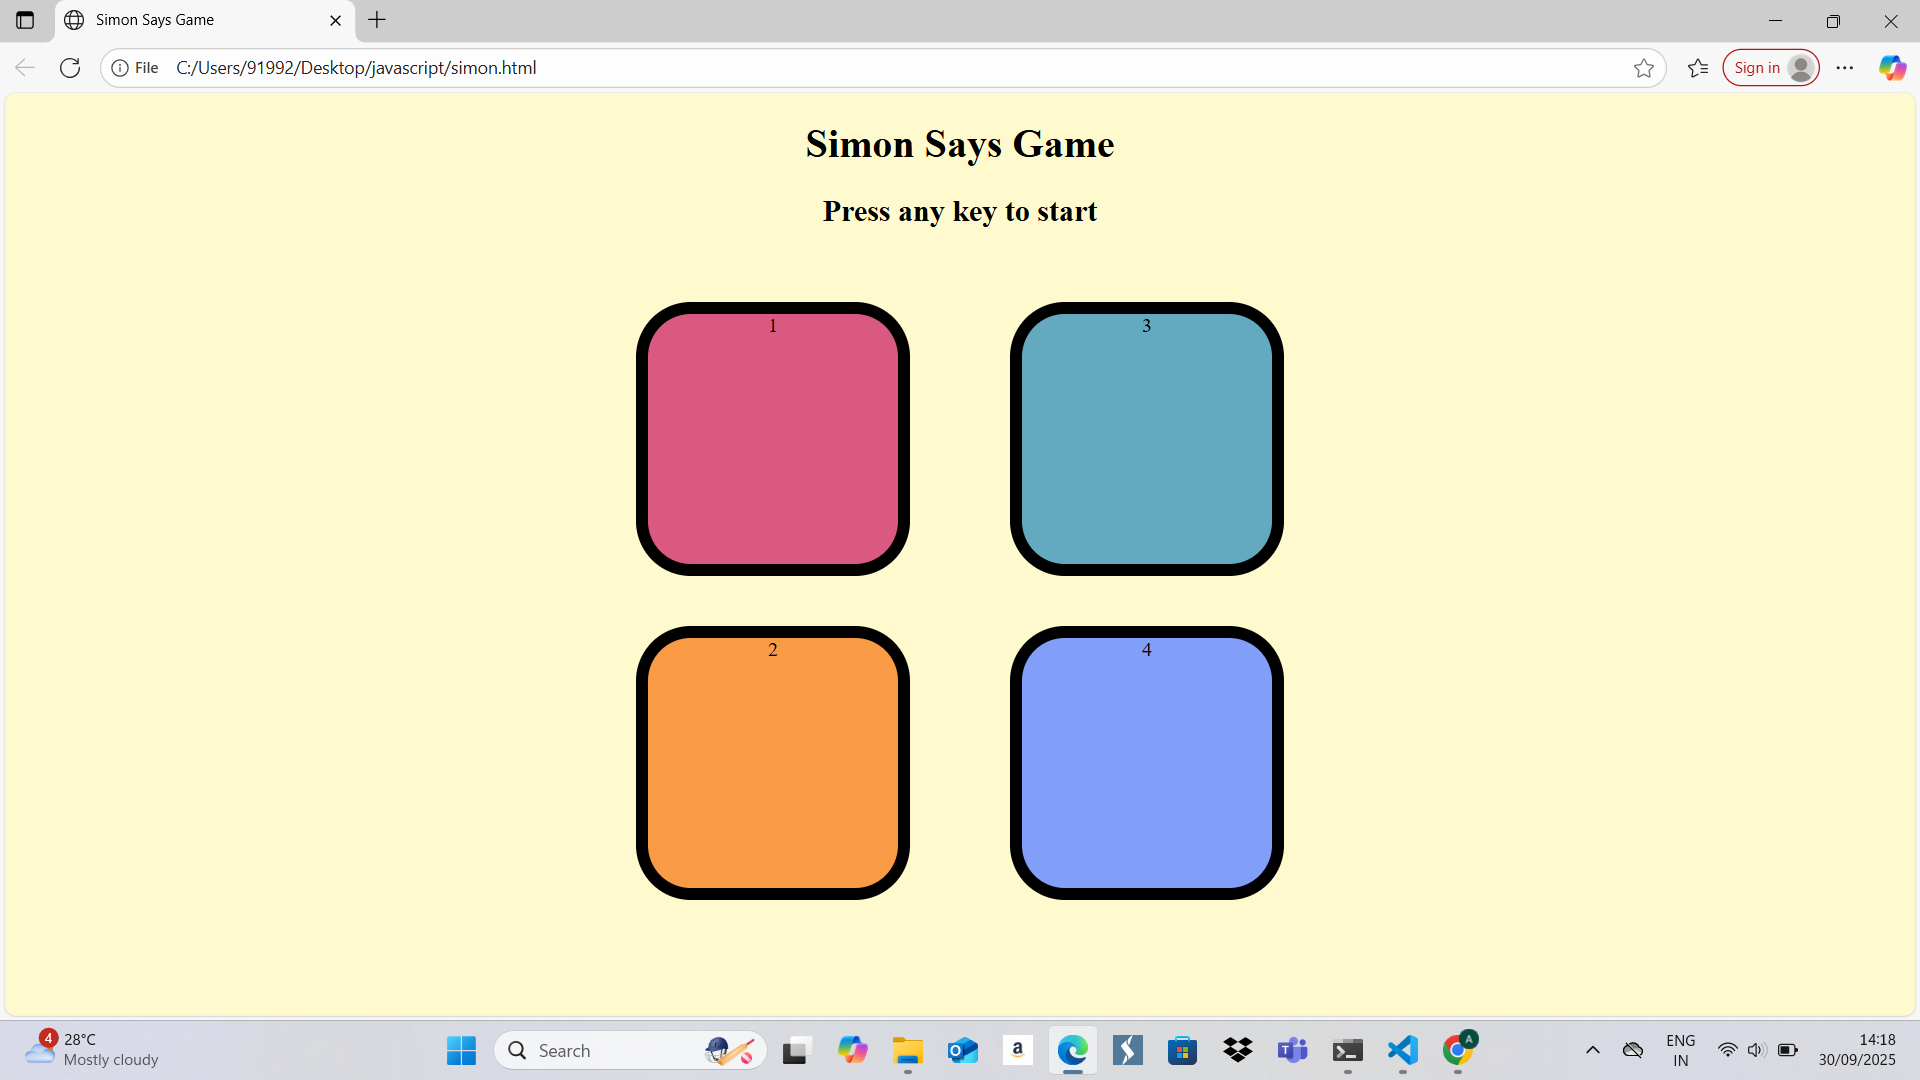 Simon Says Game
File
C:/Users/91992/Desktop/javascript/simon.html
Sign in
Simon Says Game
Press any key to start
1
3
2
4
4
28°C
Mostly cloudy
Search
a
A
ENG
IN
14:18
30/09/2025